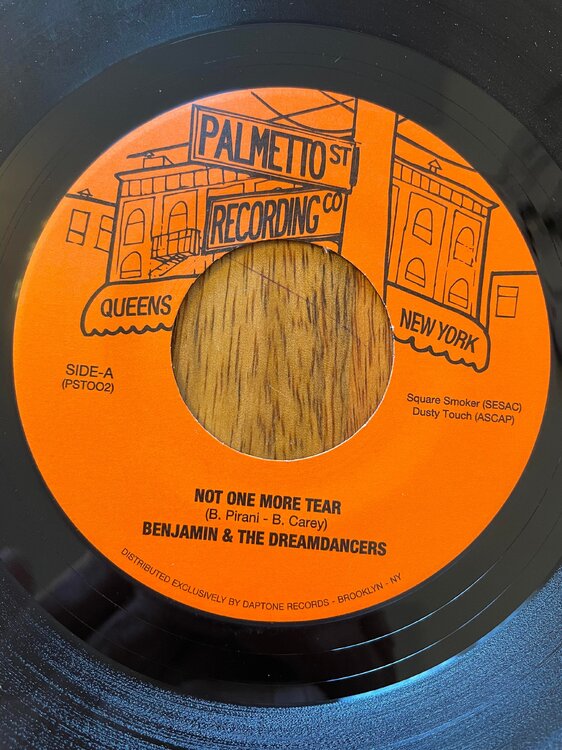 PALMETTO ST
RECORDING CO
QUEENS
NEW YORK
SIDE-A
(PST002)
Square Smoker (SESAC)
Dusty Touch (ASCAP)
NOT ONE MORE TEAR
(B. Pirani - B. Carey)
BENJAMIN & THE DREAMDANCERS
DISTRIBUTED EXCLUSIVELY BY DAPTONE RECORDS - BROOKLYN - NY